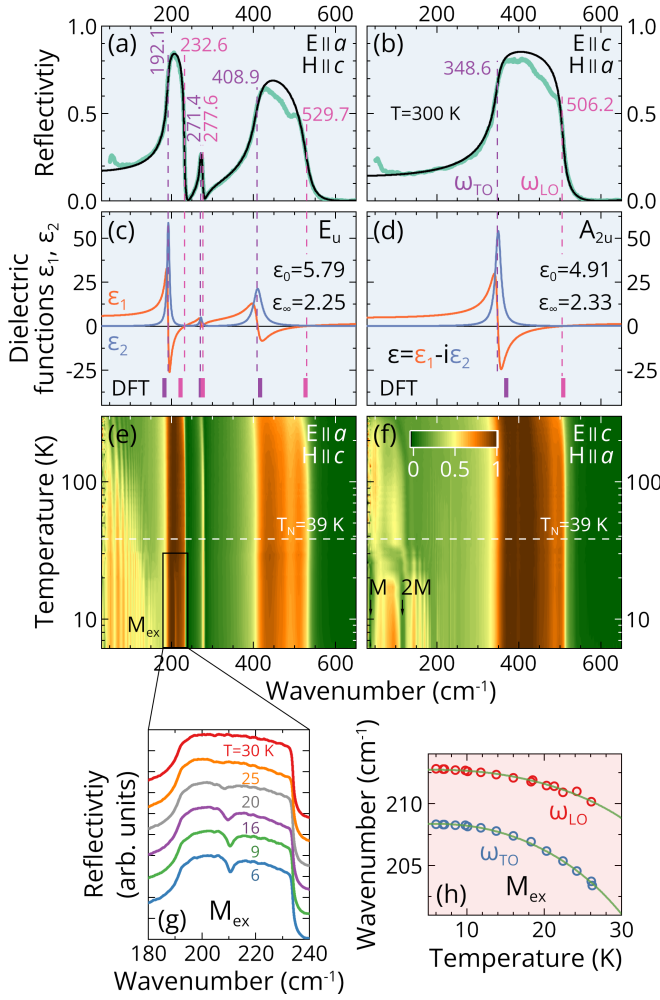 200 400 600
200 400 600
(a)
192.1
232.6
271.4
277.6
408.9
529.7
E || a
H || c
1.0
0.5
0.0
Reflectivtiy
(b)
348.6
506.2
E || c
H || a
T=300 K
ω_TO
ω_LO
1.0
0.5
0.0
(c)
E_u
ε_0=5.79
ε_∞=2.25
ε_1
ε_2
DFT
50
25
0
-25
Dielectric
functions ε_1, ε_2
(d)
A_2u
ε_0=4.91
ε_∞=2.33
ε=ε_1-iε_2
DFT
50
25
0
-25
(e)
E || a
H || c
T_N=39 K
M_ex
100
10
Temperature (K)
(f)
0 0.5 1
E || c
H || a
T_N=39 K
M
2M
100
10
200 400 600
200 400 600
Wavenumber (cm⁻¹)
T=30 K
25
20
16
9
6
(g)
M_ex
Reflectivtiy
(arb. units)
180 200 220 240
Wavenumber (cm⁻¹)
Wavenumber (cm⁻¹)
210
205
ω_LO
ω_TO
(h)
M_ex
10 20 30
Temperature (K)